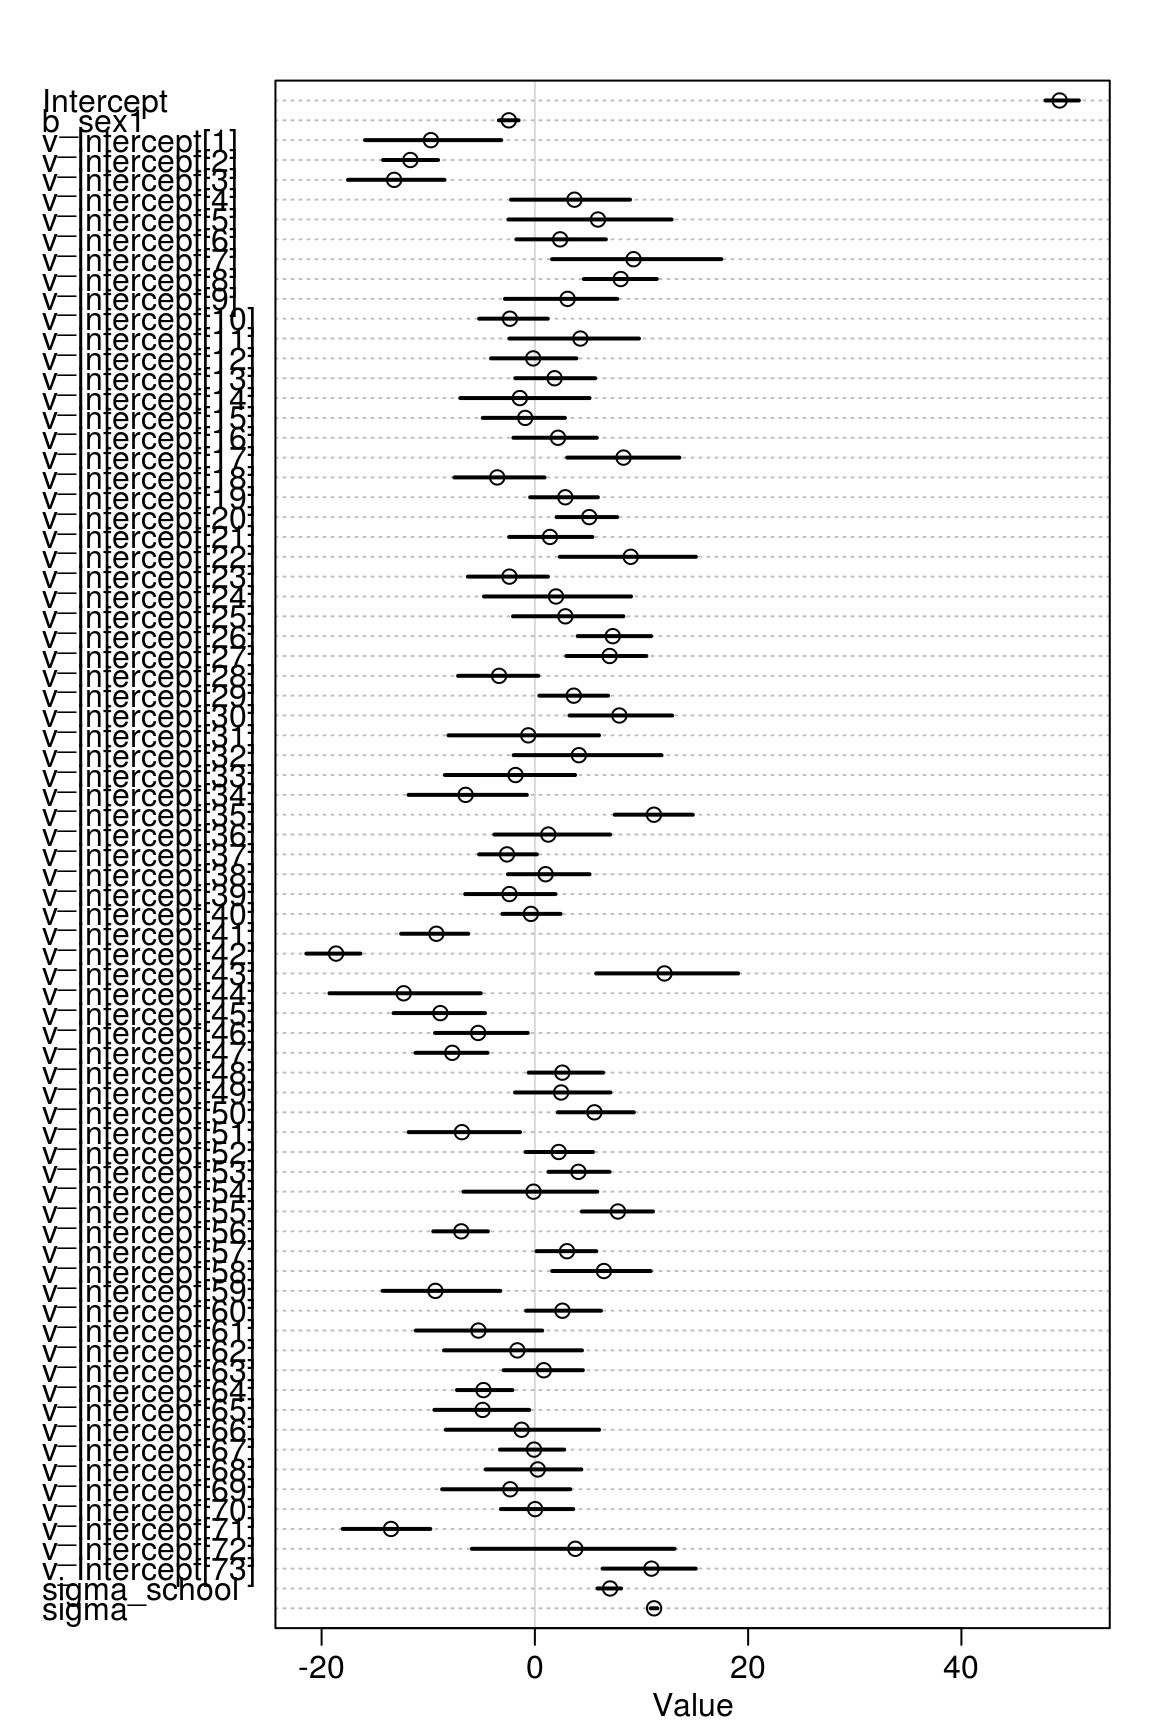 Intercept
b_sex1
v_Intercept[1]
v_Intercept[2]
v_Intercept[3]
v_Intercept[4]
v_Intercept[5]
v_Intercept[6]
v_Intercept[7]
v_Intercept[8]
v_Intercept[9]
v_Intercept[10]
v_Intercept[11]
v_Intercept[12]
v_Intercept[13]
v_Intercept[14]
v_Intercept[15]
v_Intercept[16]
v_Intercept[17]
v_Intercept[18]
v_Intercept[19]
v_Intercept[20]
v_Intercept[21]
v_Intercept[22]
v_Intercept[23]
v_Intercept[24]
v_Intercept[25]
v_Intercept[26]
v_Intercept[27]
v_Intercept[28]
v_Intercept[29]
v_Intercept[30]
v_Intercept[31]
v_Intercept[32]
v_Intercept[33]
v_Intercept[34]
v_Intercept[35]
v_Intercept[36]
v_Intercept[37]
v_Intercept[38]
v_Intercept[39]
v_Intercept[40]
v_Intercept[41]
v_Intercept[42]
v_Intercept[43]
v_Intercept[44]
v_Intercept[45]
v_Intercept[46]
v_Intercept[47]
v_Intercept[48]
v_Intercept[49]
v_Intercept[50]
v_Intercept[51]
v_Intercept[52]
v_Intercept[53]
v_Intercept[54]
v_Intercept[55]
v_Intercept[56]
v_Intercept[57]
v_Intercept[58]
v_Intercept[59]
v_Intercept[60]
v_Intercept[61]
v_Intercept[62]
v_Intercept[63]
v_Intercept[64]
v_Intercept[65]
v_Intercept[66]
v_Intercept[67]
v_Intercept[68]
v_Intercept[69]
v_Intercept[70]
v_Intercept[71]
v_Intercept[72]
v_Intercept[73]
sigma_school
sigma
-20 0 20 40
Value